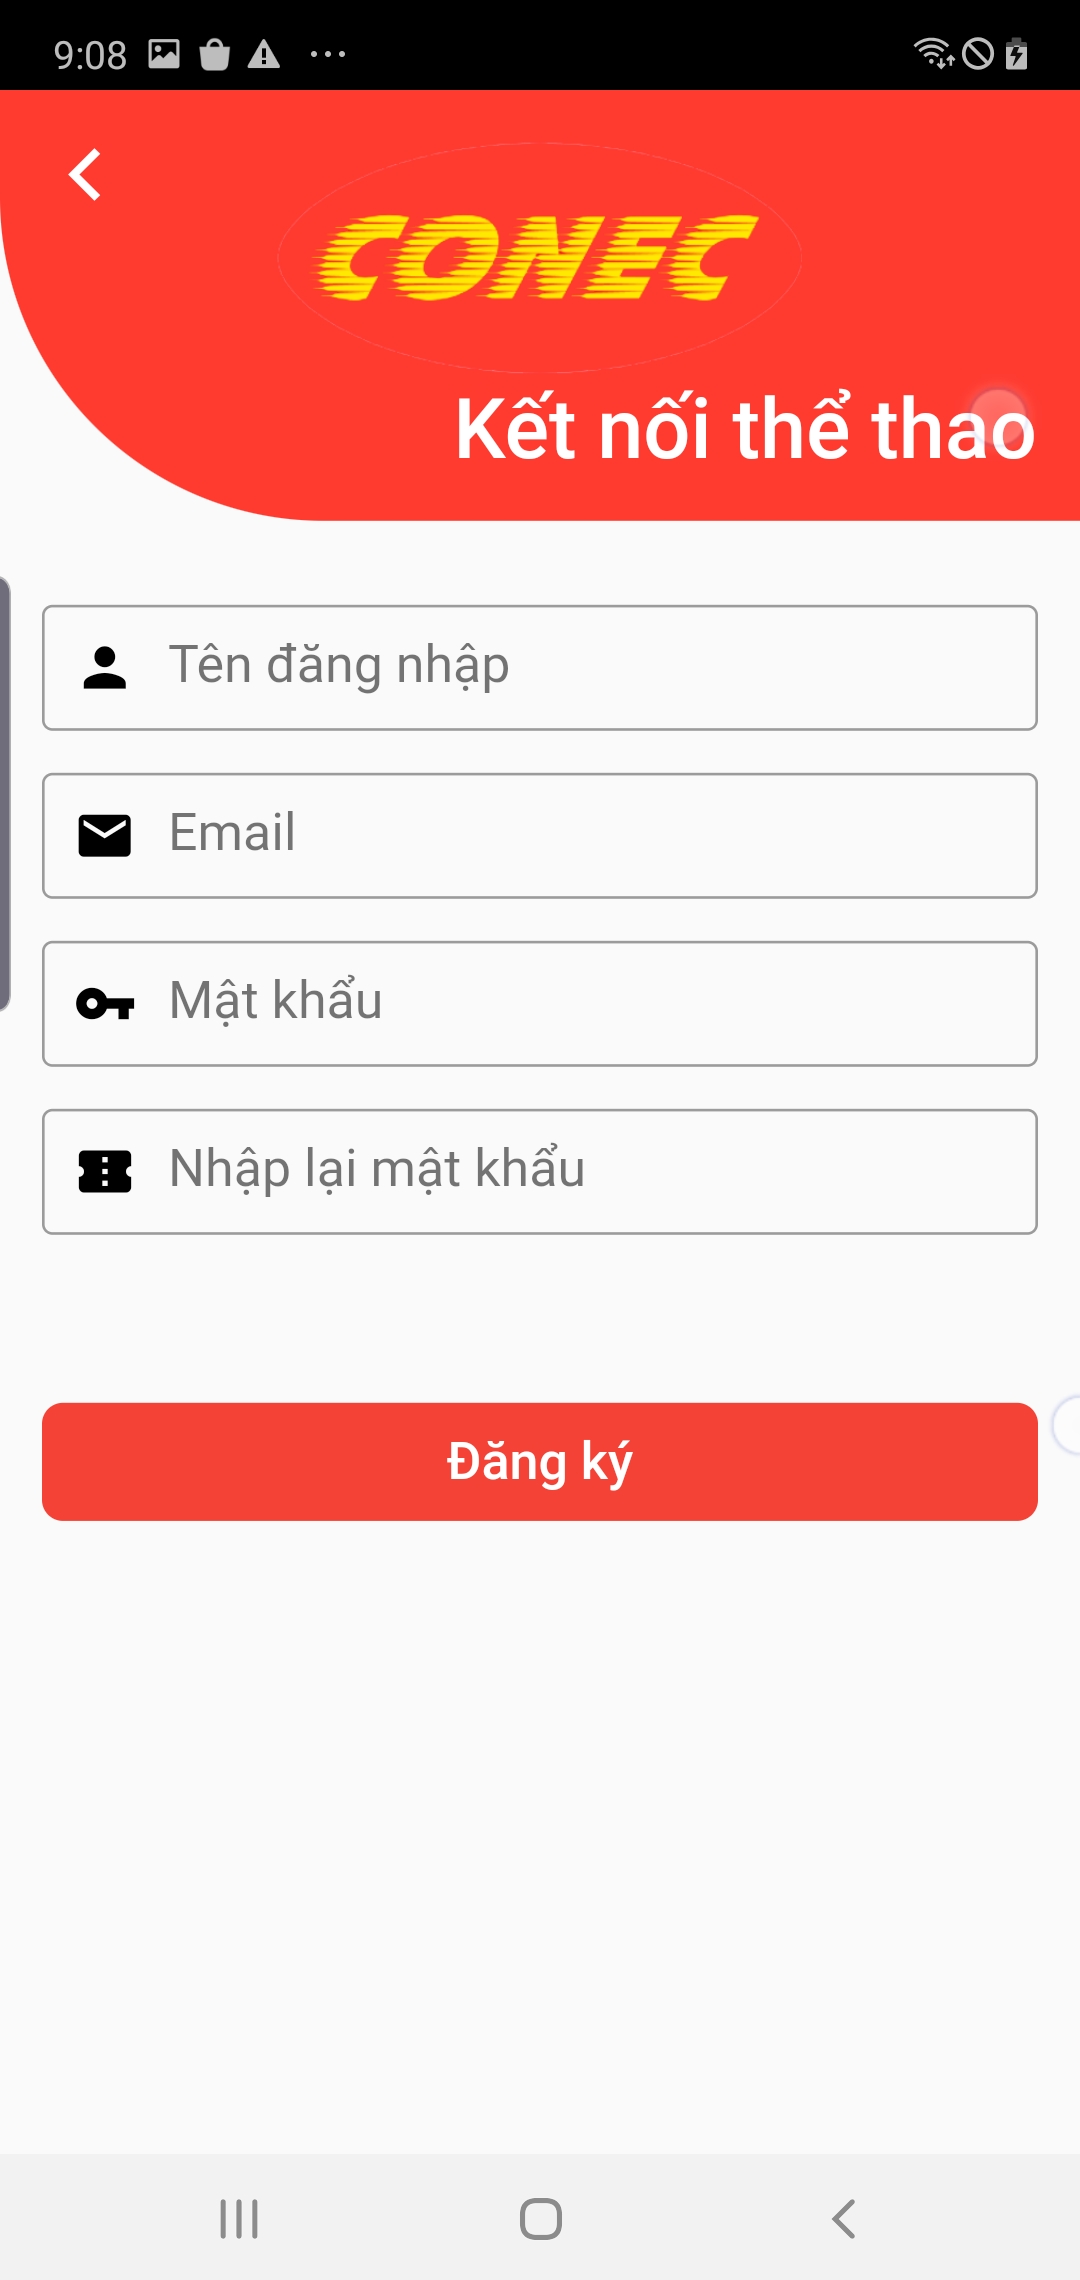 9:08
CONEC
Kết nối thể thao
Tên đăng nhập
Email
Mật khẩu
Nhập lại mật khẩu
Đăng ký